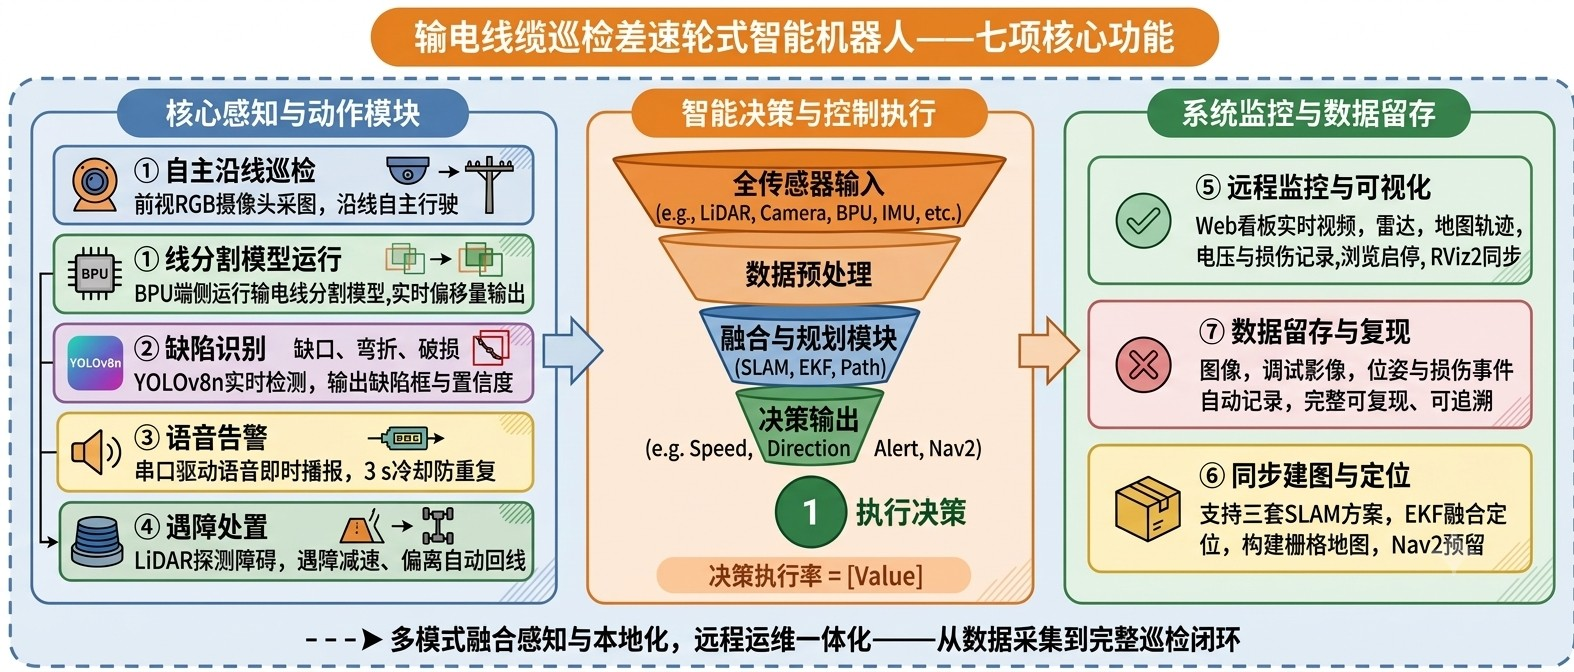 输电线缆巡检差速轮式智能机器人——七项核心功能
核心感知与动作模块
① 自主沿线巡检
前视RGB摄像头采图，沿线自主行驶
BPU
① 线分割模型运行
BPU端侧运行输电线分割模型,实时偏移量输出
YOLOv8n
② 缺陷识别 缺口、弯折、破损
YOLOv8n实时检测，输出缺陷框与置信度
③ 语音告警
串口驱动语音即时播报，3 s冷却防重复
④ 遇障处置
LiDAR探测障碍，遇障减速、偏离自动回线
智能决策与控制执行
全传感器输入
(e.g., LiDAR, Camera, BPU, IMU, etc.)
数据预处理
融合与规划模块
(SLAM, EKF, Path)
决策输出
(e.g. Speed, Direction Alert, Nav2)
1 执行决策
决策执行率 = [Value]
系统监控与数据留存
⑤ 远程监控与可视化
Web看板实时视频，雷达，地图轨迹，
电压与损伤记录,浏览启停, RViz2同步
⑦ 数据留存与复现
图像，调试影像，位姿与损伤事件
自动记录，完整可复现、可追溯
⑥ 同步建图与定位
支持三套SLAM方案，EKF融合定
位，构建栅格地图，Nav2预留
多模式融合感知与本地化，远程运维一体化——从数据采集到完整巡检闭环